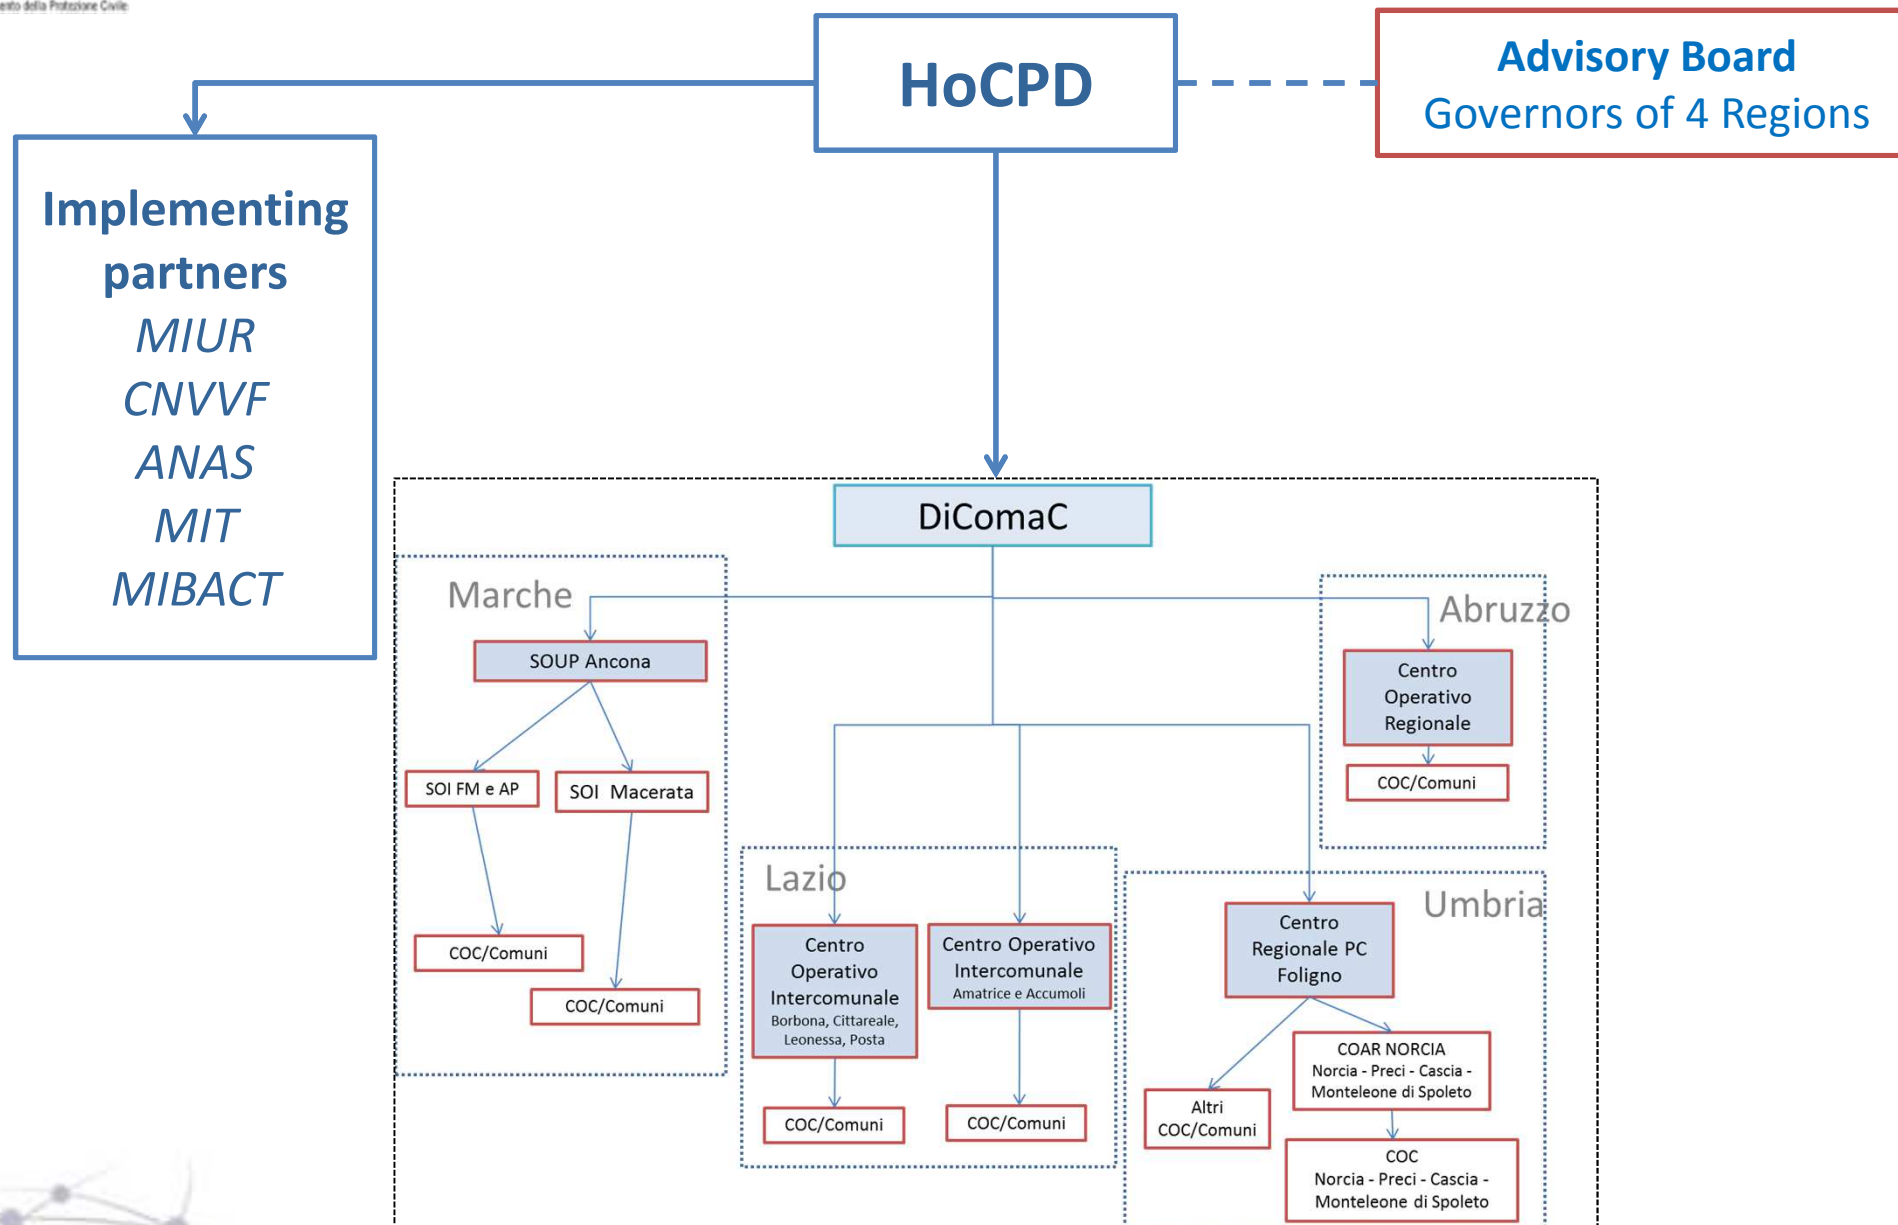 della Protezione Civile
HoCPD
Advisory Board
Governors of 4 Regions
Implementing
partners
MIUR
CNVVF
ANAS
MIT
MIBACT
DiComaC
Marche
SOUP Ancona
SOI FM e AP
SOI Macerata
COC/Comuni
COC/Comuni
Lazio
Centro
Operativo
Intercomunale
Borbona, Cittareale,
Leonessa, Posta
COC/Comuni
Centro Operativo
Intercomunale
Amatrice e Accumoli
COC/Comuni
Abruzzo
Centro
Operativo
Regionale
COC/Comuni
Umbria
Centro
Regionale PC
Foligno
Altri
COC/Comuni
COAR NORCIA
Norcia - Preci - Cascia -
Monteleone di Spoleto
COC
Norcia - Preci - Cascia -
Monteleone di Spoleto